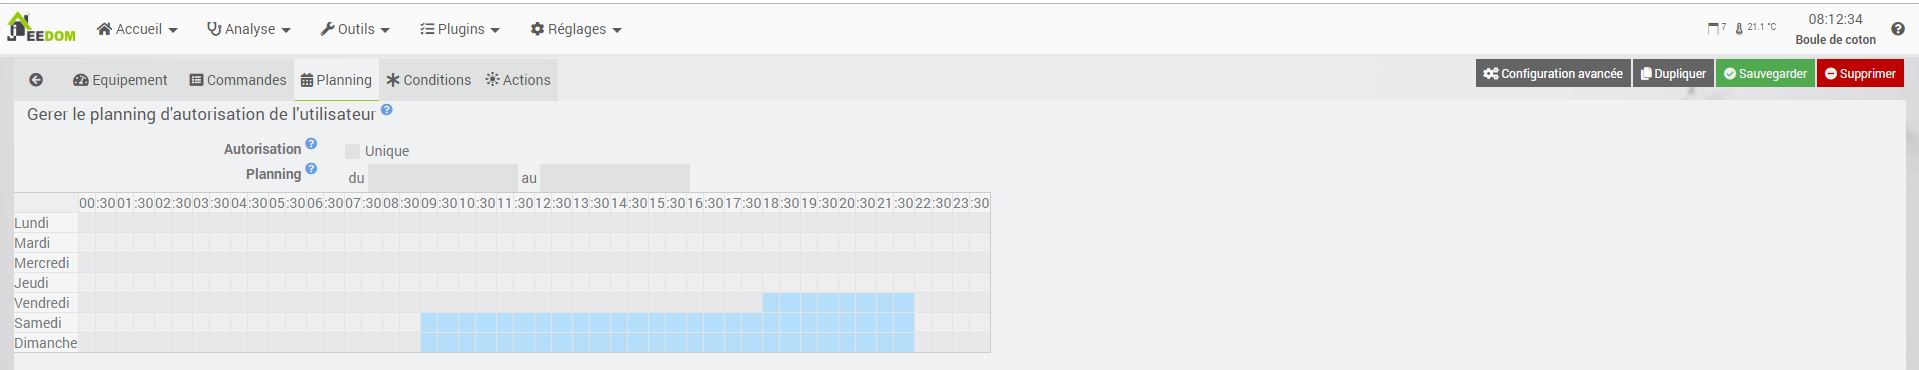 JEEDOM Accueil Analyse Outils Plugins Réglages 7 21.1 °C 08:12:34
Boule de coton
Equipement Commandes Planning Conditions Actions Configuration avancée Dupliquer Sauvegarder Supprimer
Gerer le planning d'autorisation de l'utilisateur
Autorisation Unique
Planning du au
00:30 01:30 02:30 03:30 04:30 05:30 06:30 07:30 08:30 09:30 10:30 11:30 12:30 13:30 14:30 15:30 16:30 17:30 18:30 19:30 20:30 21:30 22:30 23:30
Lundi
Mardi
Mercredi
Jeudi
Vendredi
Samedi
Dimanche